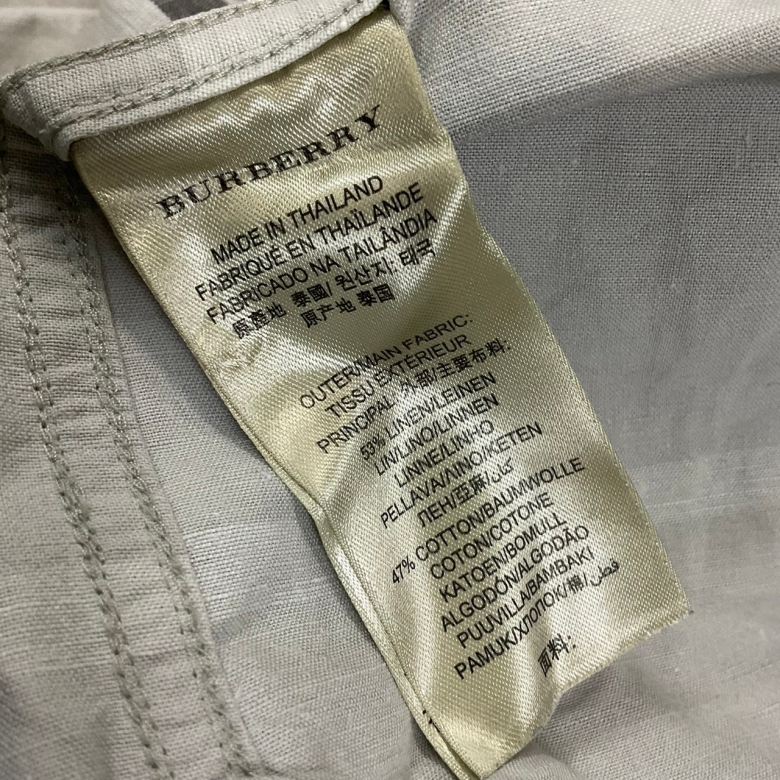 BURBERRY
MADE IN THAILAND
FABRIQUÉ EN THAÏLANDE
FABRICADO NA TAILÂNDIA
原產地 泰國/ 원산지: 태국
原产地 泰国
OUTER/MAIN FABRIC:
TISSU EXTÉRIEUR
PRINCIPAL 外部/主要布料:
53% LINEN/LEINEN
LIN/LINO/LINNEN
LINNE/LINHO
PELLAVA/ΛΙΝΟ/KETEN
ЛЕН/亞麻/كتان
47% COTTON/BAUMWOLLE
COTON/COTONE
KATOEN/BOMULL
ALGODÓN/ALGODÃO
PUUVILLA/BAMBAKI
PAMUK/ХЛОПОК/棉/قطن
面料: